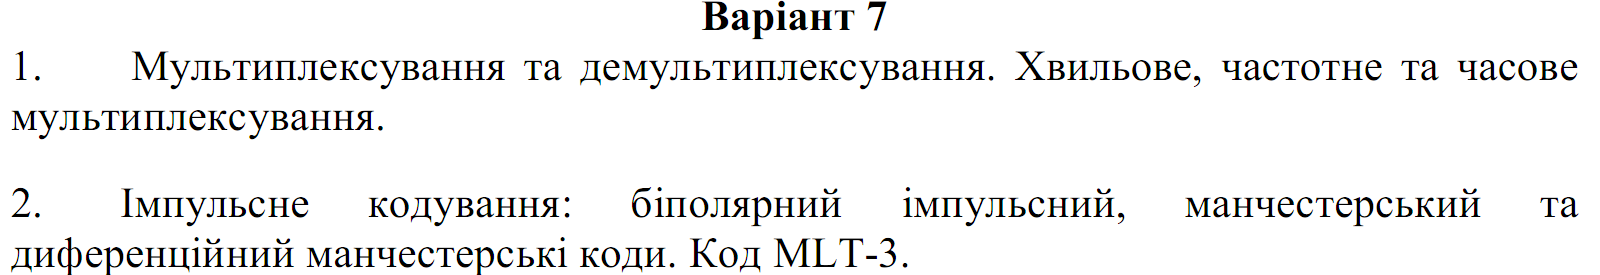 Варіант 7
1. Мультиплексування та демультиплексування. Хвильове, частотне та часове
мультиплексування.
2. Імпульсне кодування: біполярний імпульсний, манчестерський та
диференційний манчестерські коди. Код MLT-3.